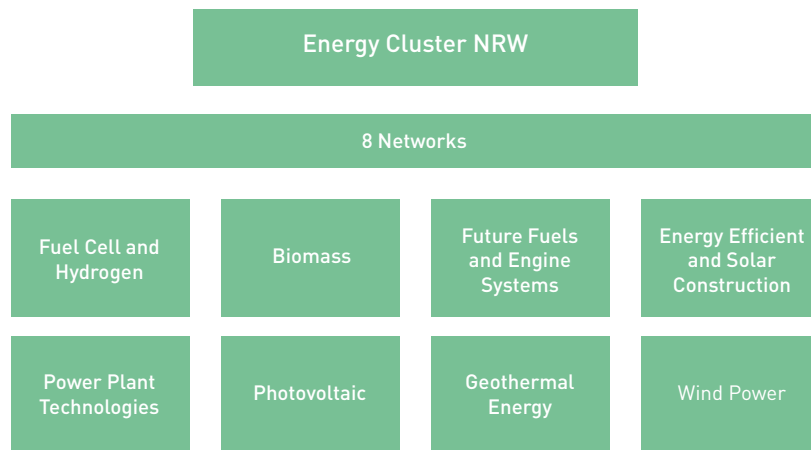 Energy Cluster NRW
8 Networks
Fuel Cell and
Hydrogen
Biomass
Future Fuels
and Engine
Systems
Energy Efficient
and Solar
Construction
Power Plant
Technologies
Photovoltaic
Geothermal
Energy
Wind Power